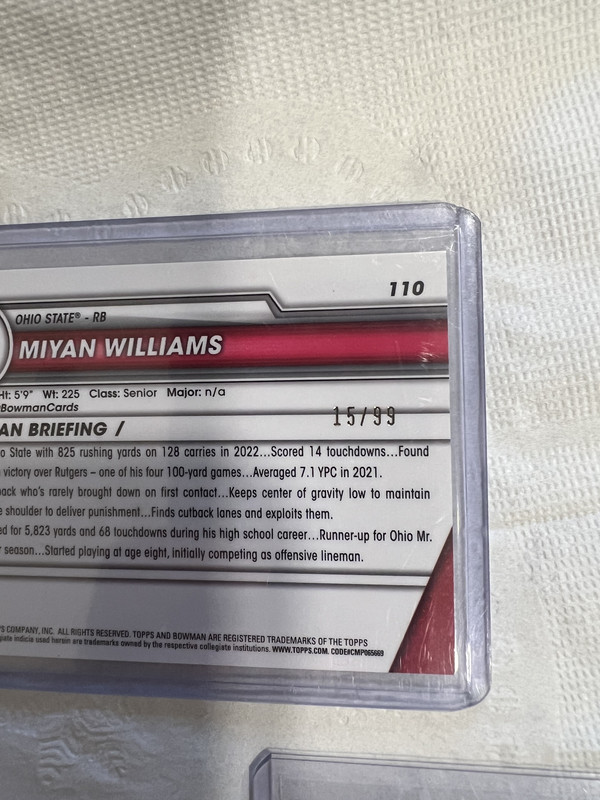 110
OHIO STATE® - RB
MIYAN WILLIAMS
Ht: 5'9" Wt: 225 Class: Senior Major: n/a
BowmanCards
15/99
AN BRIEFING /
o State with 825 rushing yards on 128 carries in 2022...Scored 14 touchdowns...Found
victory over Rutgers – one of his four 100-yard games...Averaged 7.1 YPC in 2021.
back who's rarely brought down on first contact...Keeps center of gravity low to maintain
e shoulder to deliver punishment...Finds cutback lanes and exploits them.
ed for 5,823 yards and 68 touchdowns during his high school career...Runner-up for Ohio Mr.
r season...Started playing at age eight, initially competing as offensive lineman.
PS COMPANY, INC. ALL RIGHTS RESERVED. TOPPS AND BOWMAN ARE REGISTERED TRADEMARKS OF THE TOPPS
giate indicia used herein are trademarks owned by the respective collegiate institutions. WWW.TOPPS.COM. CODE#CMP065669